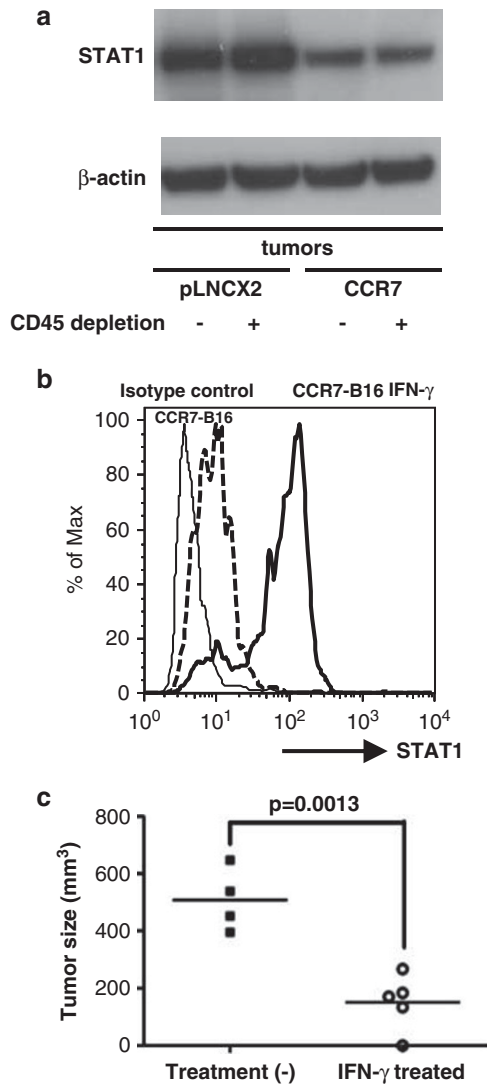 a
STAT1
β-actin
tumors
pLNCX2 CCR7
CD45 depletion - + - +
b
Isotype control CCR7-B16 IFN-γ
CCR7-B16
100
80
60
40
20
0
% of Max
10⁰ 10¹ 10² 10³ 10⁴
STAT1
c
p=0.0013
800
600
400
200
0
Tumor size (mm³)
Treatment (-) IFN-γ treated